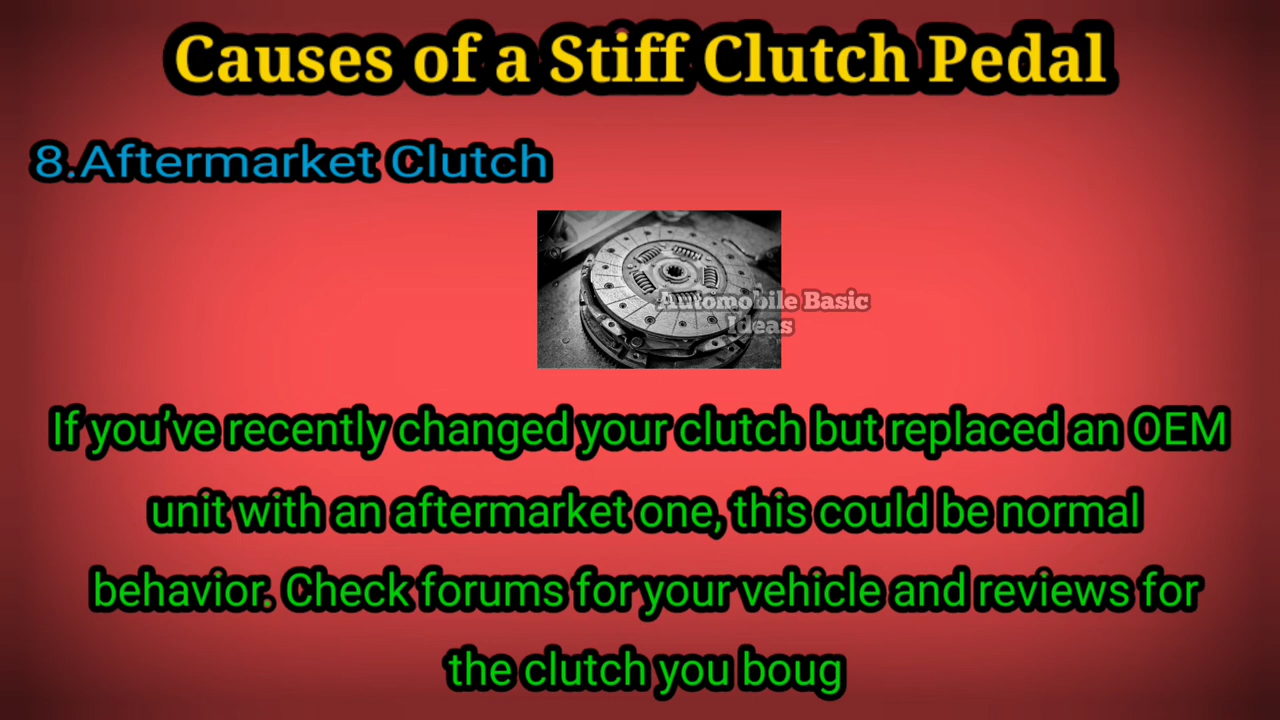 Causes of a Stiff Clutch Pedal
8.Aftermarket Clutch
Automobile Basic
Ideas
If you’ve recently changed your clutch but replaced an OEM
unit with an aftermarket one, this could be normal
behavior. Check forums for your vehicle and reviews for
the clutch you boug